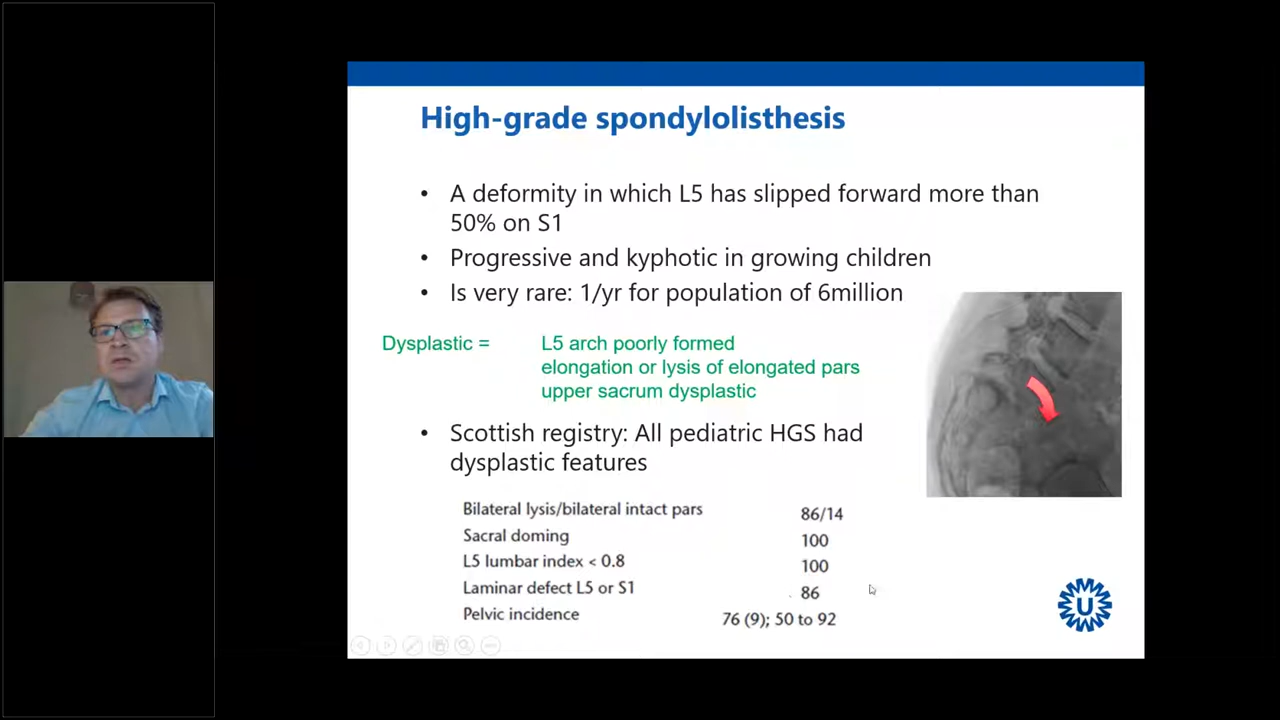 High-grade spondylolisthesis
• A deformity in which L5 has slipped forward more than
50% on S1
• Progressive and kyphotic in growing children
• Is very rare: 1/yr for population of 6million
Dysplastic = L5 arch poorly formed
elongation or lysis of elongated pars
upper sacrum dysplastic
• Scottish registry: All pediatric HGS had
dysplastic features
Bilateral lysis/bilateral intact pars 86/14
Sacral doming 100
L5 lumbar index < 0.8 100
Laminar defect L5 or S1 86
Pelvic incidence 76 (9); 50 to 92
U